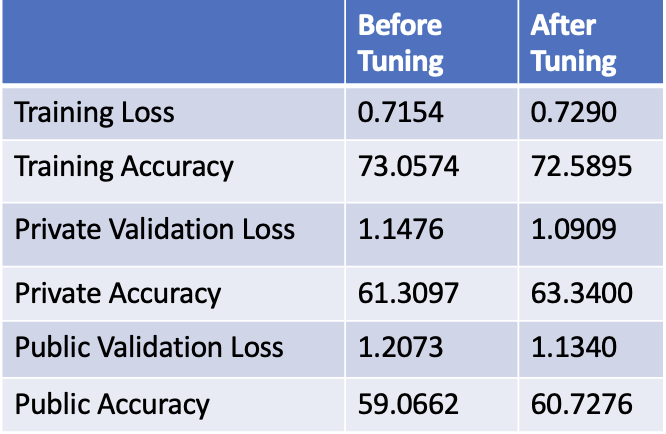 Before Tuning After Tuning
Training Loss 0.7154 0.7290
Training Accuracy 73.0574 72.5895
Private Validation Loss 1.1476 1.0909
Private Accuracy 61.3097 63.3400
Public Validation Loss 1.2073 1.1340
Public Accuracy 59.0662 60.7276